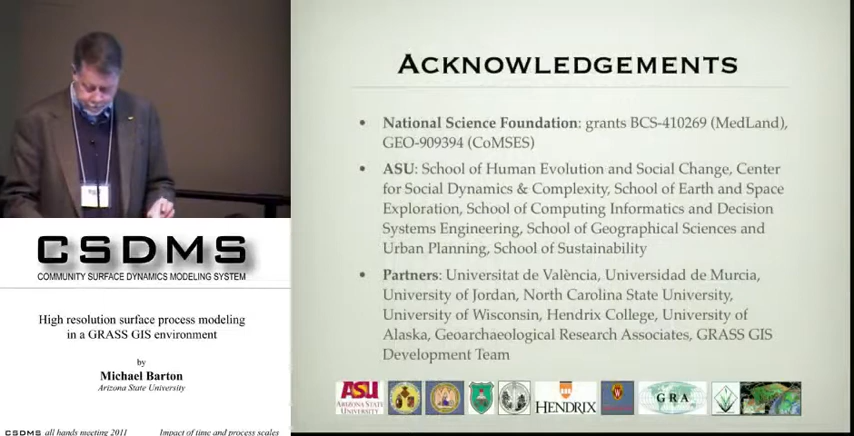 ACKNOWLEDGEMENTS
• National Science Foundation: grants BCS-410269 (MedLand),
GEO-909394 (CoMSES)
• ASU: School of Human Evolution and Social Change, Center
for Social Dynamics & Complexity, School of Earth and Space
Exploration, School of Computing Informatics and Decision
Systems Engineering, School of Geographical Sciences and
Urban Planning, School of Sustainability
• Partners: Universitat de València, Universidad de Murcia,
University of Jordan, North Carolina State University,
University of Wisconsin, Hendrix College, University of
Alaska, Geoarchaeological Research Associates, GRASS GIS
Development Team
ASU
ARIZONA STATE
UNIVERSITY
HENDRIX
GRA
CSDMS
COMMUNITY SURFACE DYNAMICS MODELING SYSTEM
High resolution surface process modeling
in a GRASS GIS environment
by
Michael Barton
Arizona State University
CSDMS all hands meeting 2011 Impact of time and process scales